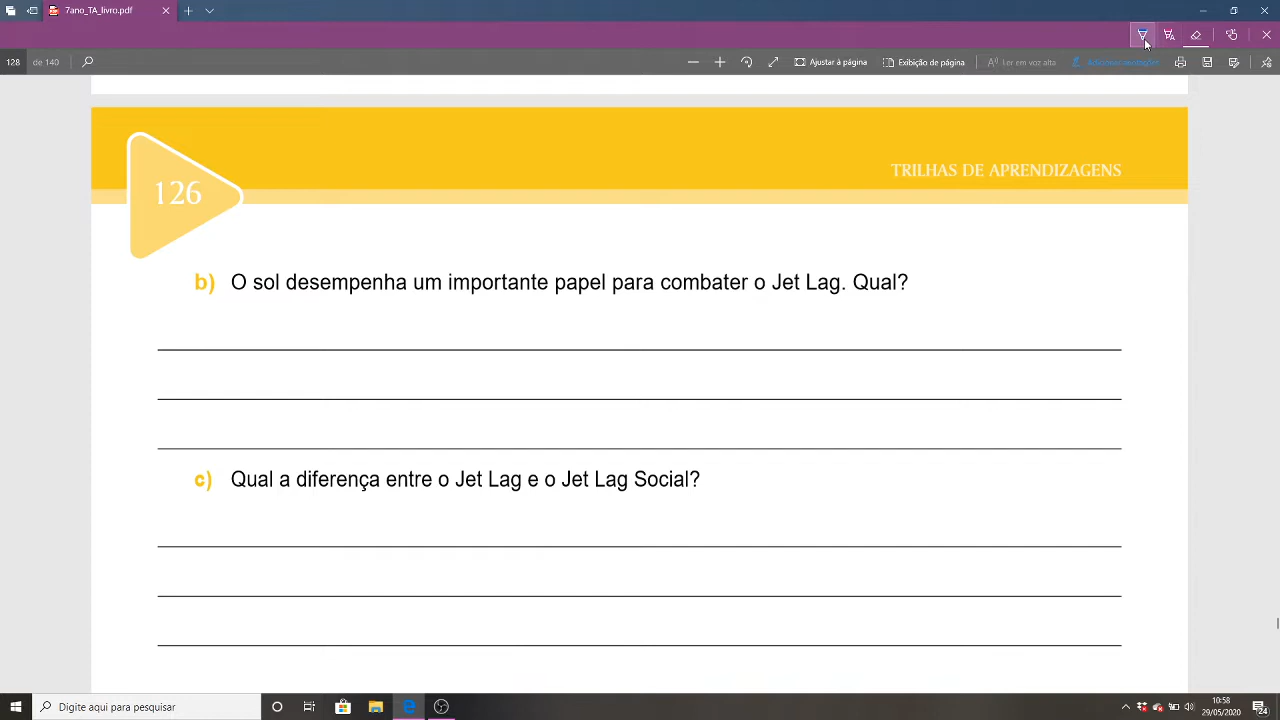 7ano_TA_livro.pdf
128 de 140
Ajustar à página
Exibição de página
Ler em voz alta
Adicionar anotações
126
TRILHAS DE APRENDIZAGENS
b) O sol desempenha um importante papel para combater o Jet Lag. Qual?
c) Qual a diferença entre o Jet Lag e o Jet Lag Social?
Digite aqui para pesquisar
10:58
29/05/2020